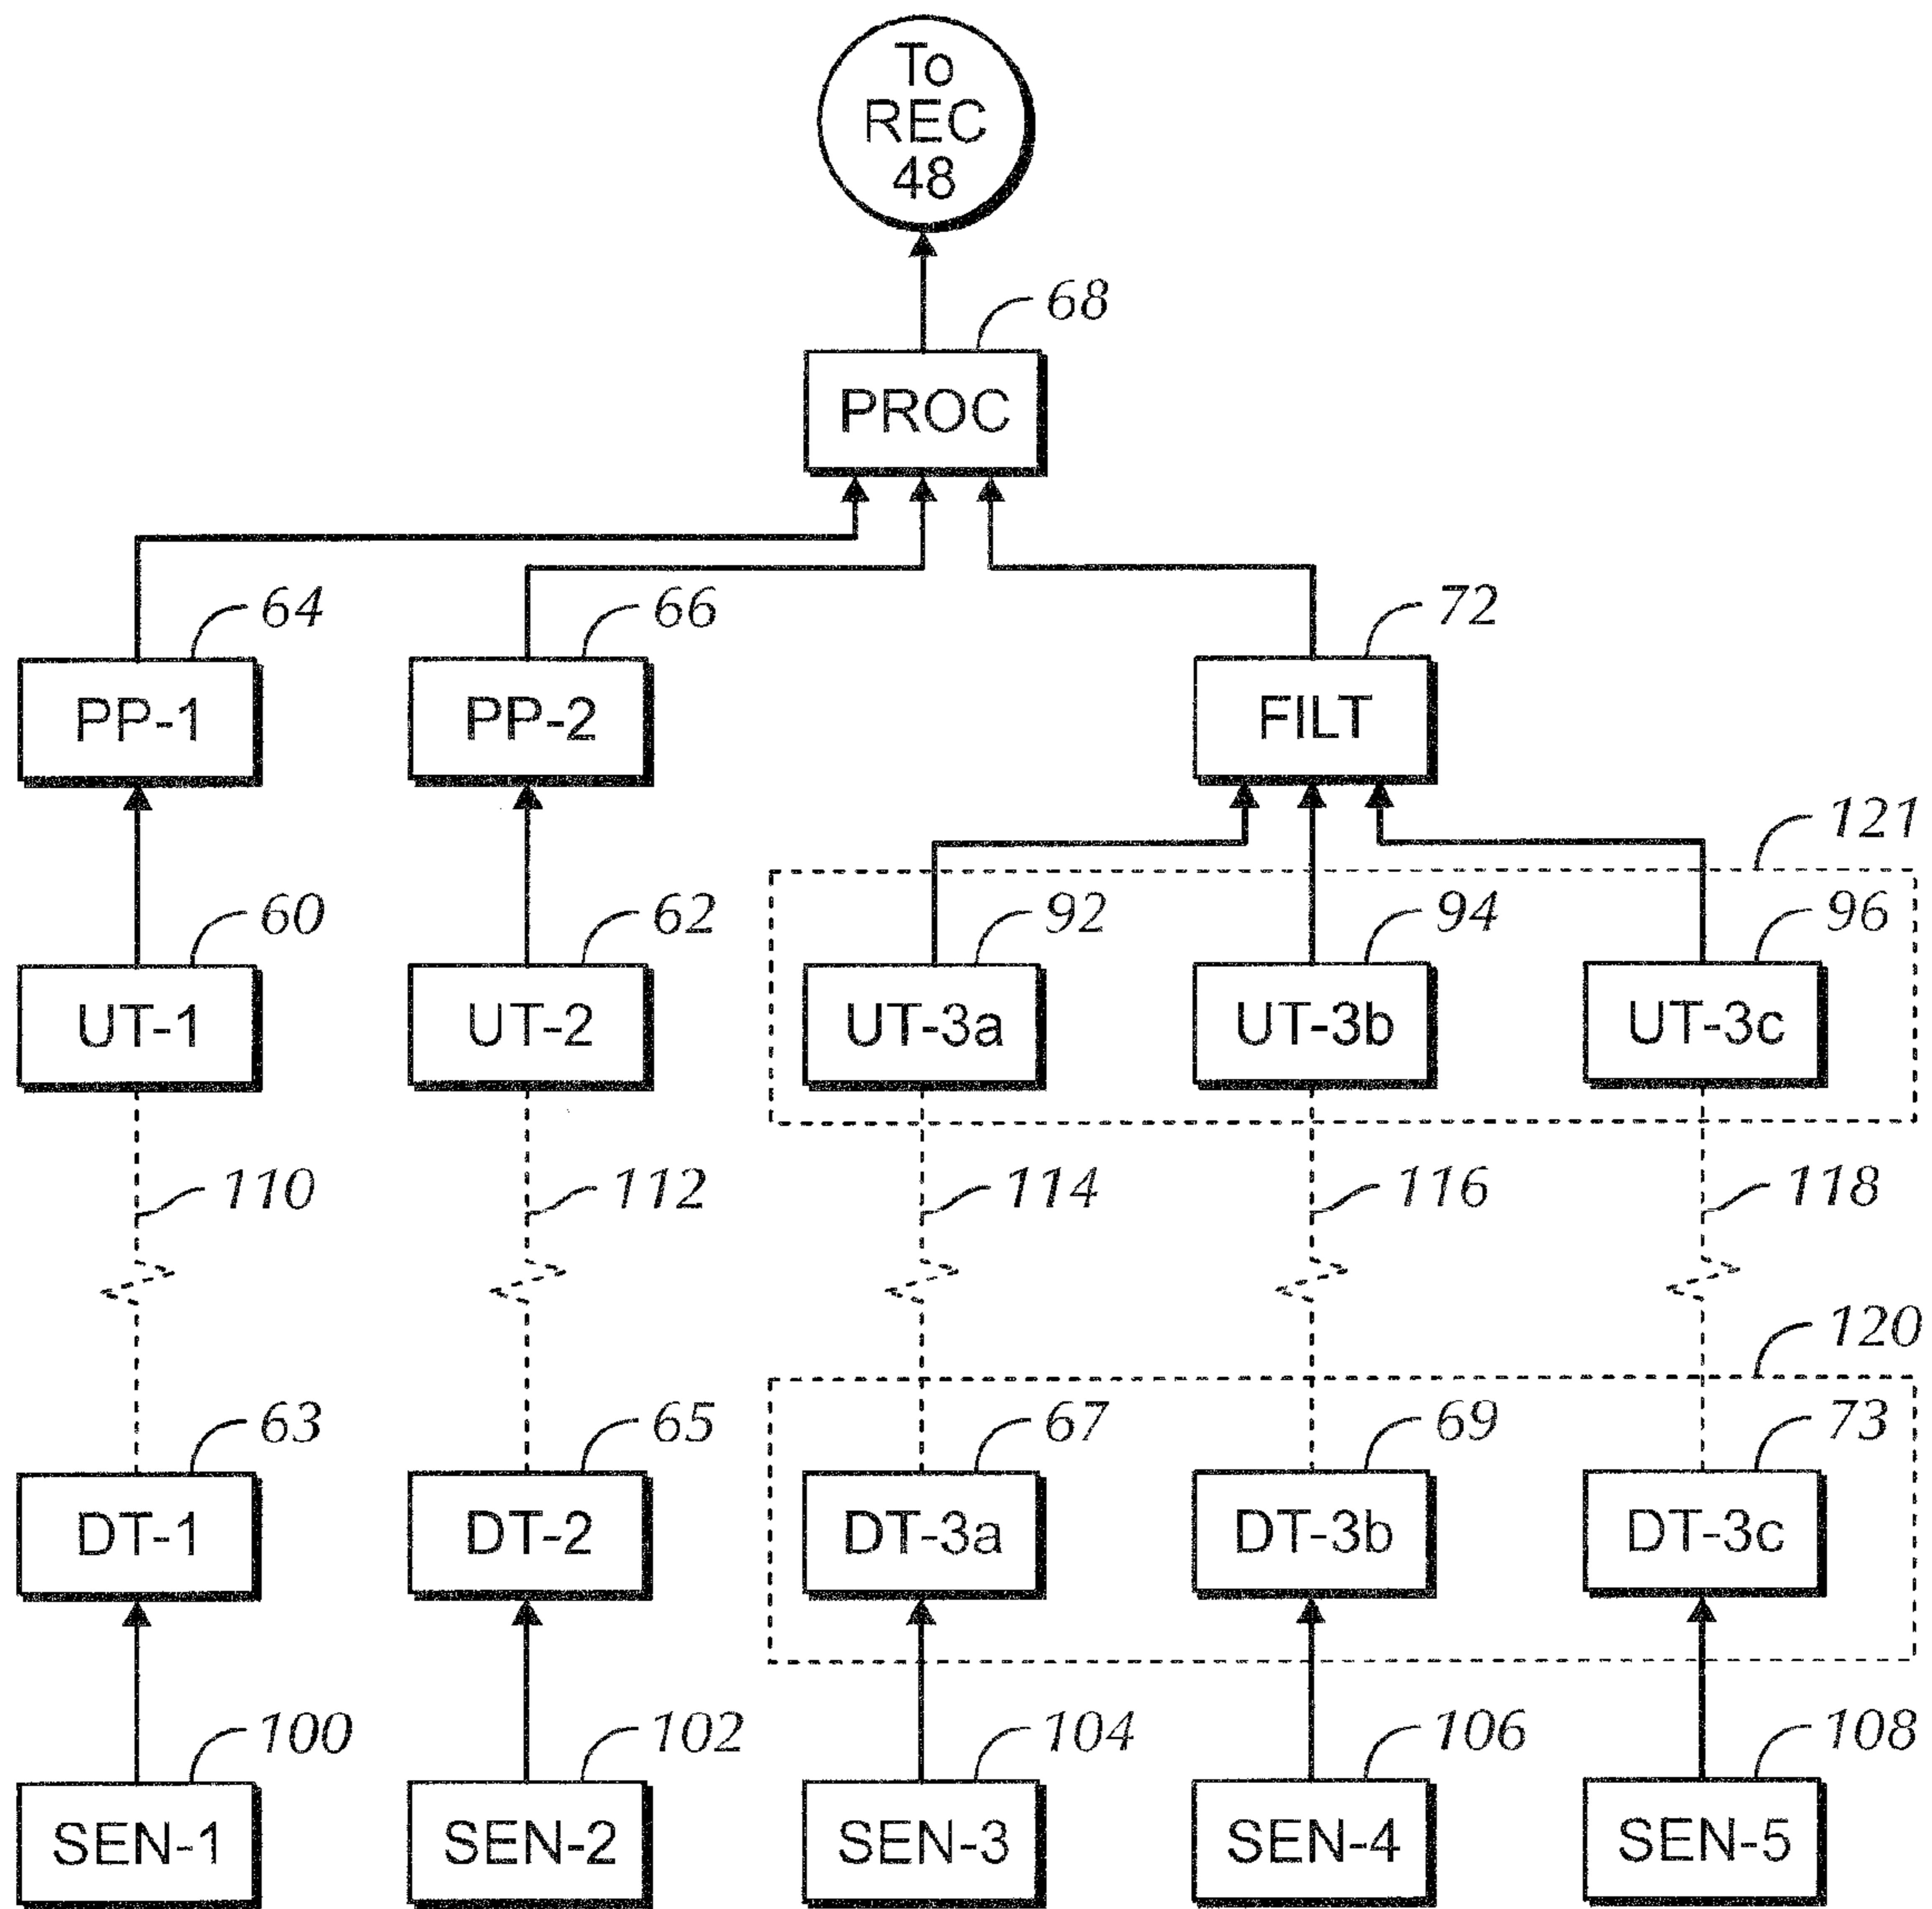 To
REC
48
68
PROC
64
66
72
PP-1
PP-2
FILT
121
60
62
92
94
96
UT-1
UT-2
UT-3a
UT-3b
UT-3c
110
112
114
116
118
120
63
65
67
69
73
DT-1
DT-2
DT-3a
DT-3b
DT-3c
100
102
104
106
108
SEN-1
SEN-2
SEN-3
SEN-4
SEN-5